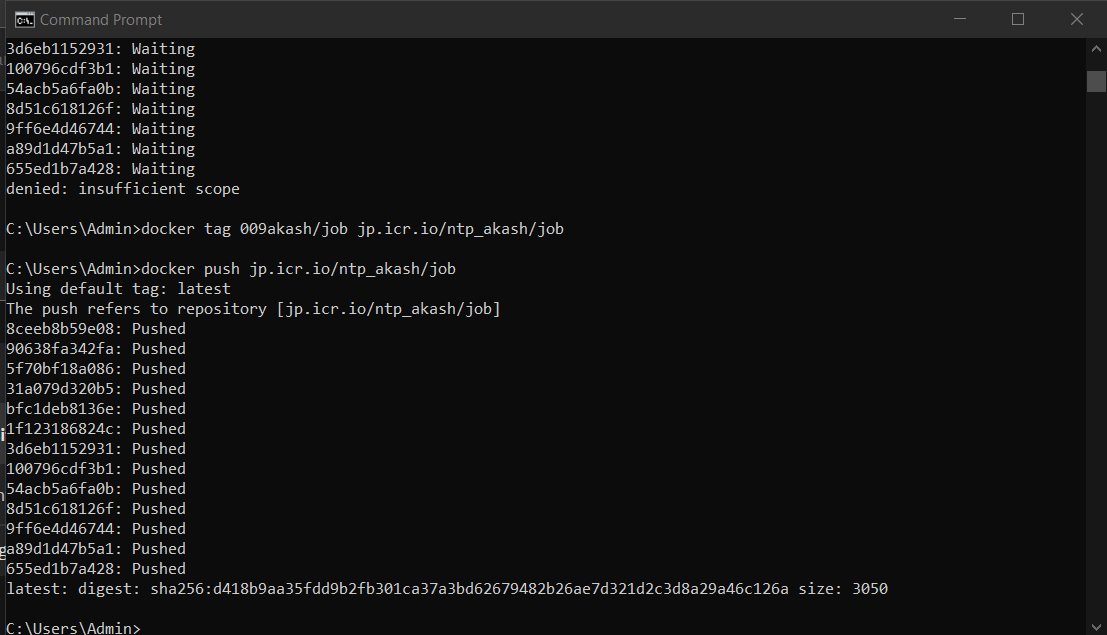 Command Prompt
3d6eb1152931: Waiting
100796cdf3b1: Waiting
54acb5a6fa0b: Waiting
8d51c618126f: Waiting
9ff6e4d46744: Waiting
a89d1d47b5a1: Waiting
655ed1b7a428: Waiting
denied: insufficient scope
C:\Users\Admin>docker tag 009akash/job jp.icr.io/ntp_akash/job
C:\Users\Admin>docker push jp.icr.io/ntp_akash/job
Using default tag: latest
The push refers to repository [jp.icr.io/ntp_akash/job]
8ceeb8b59e08: Pushed
90638fa342fa: Pushed
5f70bf18a086: Pushed
31a079d320b5: Pushed
bfc1deb8136e: Pushed
1f123186824c: Pushed
3d6eb1152931: Pushed
100796cdf3b1: Pushed
54acb5a6fa0b: Pushed
8d51c618126f: Pushed
9ff6e4d46744: Pushed
a89d1d47b5a1: Pushed
655ed1b7a428: Pushed
latest: digest: sha256:d418b9aa35fdd9b2fb301ca37a3bd62679482b26ae7d321d2c3d8a29a46c126a size: 3050
C:\Users\Admin>